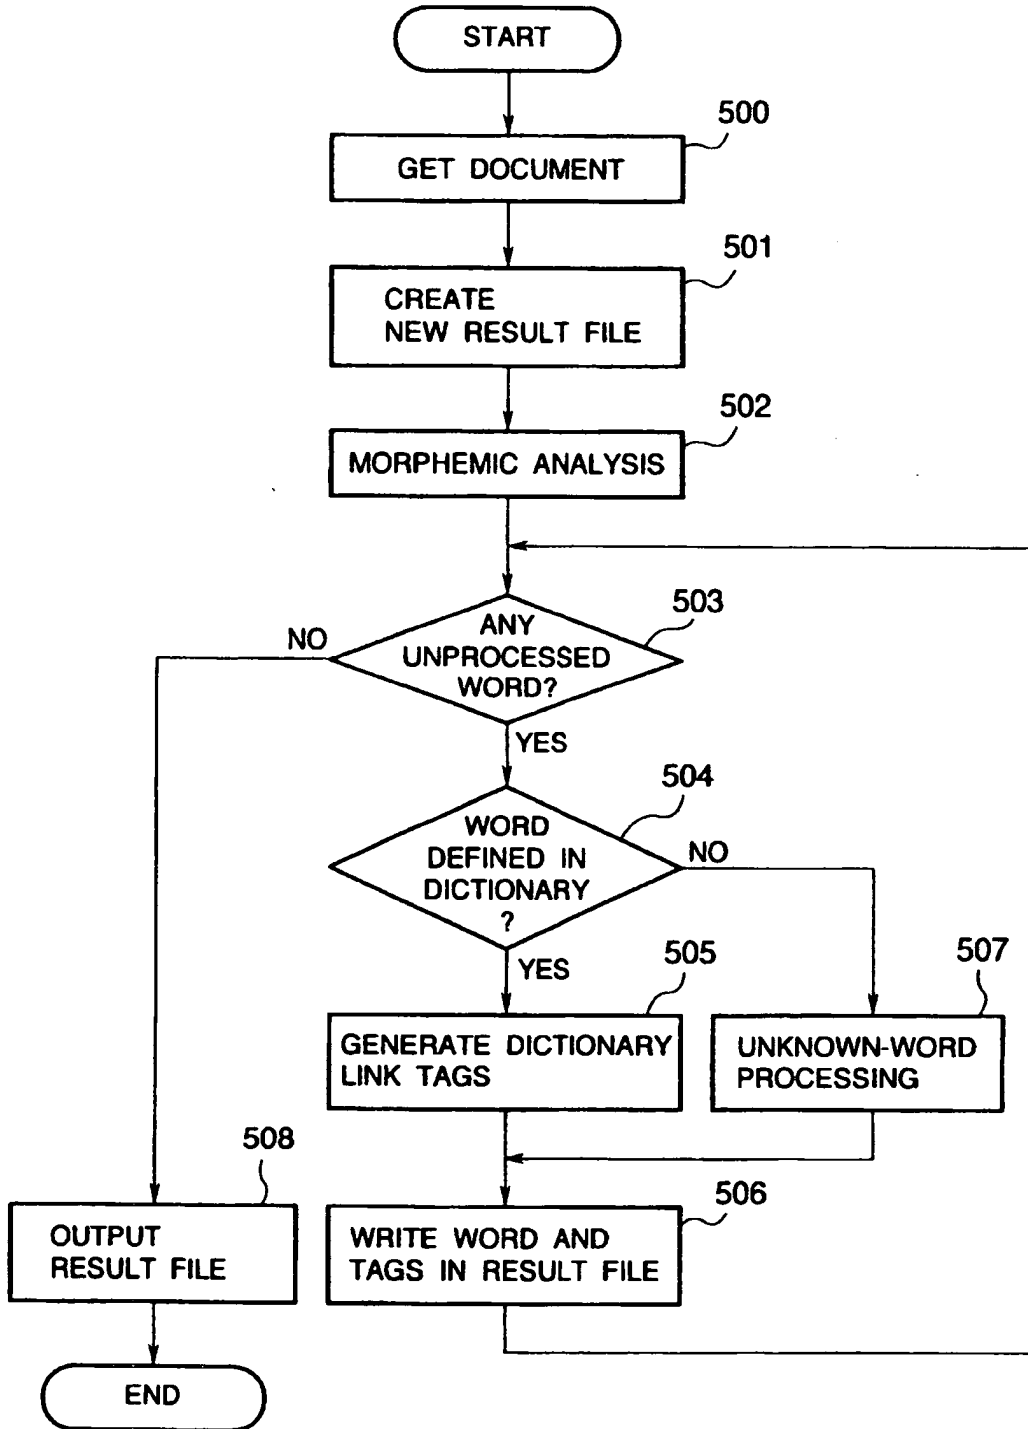 START
500
GET DOCUMENT
501
CREATE
NEW RESULT FILE
502
MORPHEMIC ANALYSIS
503
ANY
UNPROCESSED
WORD?
NO
YES
504
WORD
DEFINED IN
DICTIONARY
?
NO
YES
505
GENERATE DICTIONARY
LINK TAGS
507
UNKNOWN-WORD
PROCESSING
508
OUTPUT
RESULT FILE
506
WRITE WORD AND
TAGS IN RESULT FILE
END